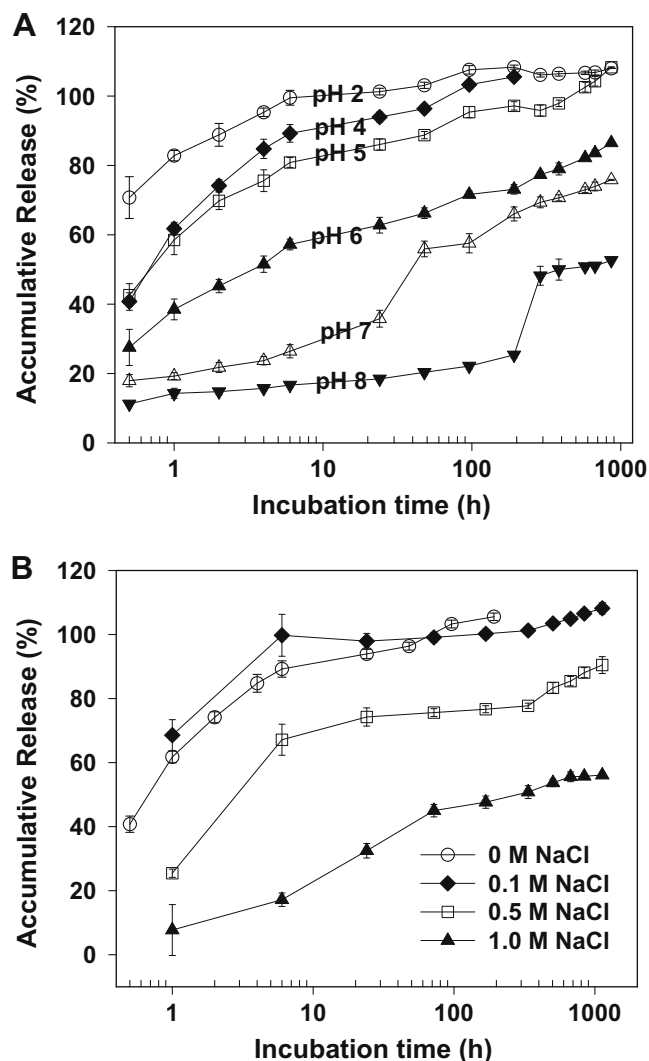 A
Accumulative Release (%)
120
100
80
60
40
20
0
pH 2
pH 4
pH 5
pH 6
pH 7
pH 8
1
10
100
1000
Incubation time (h)
B
Accumulative Release (%)
120
100
80
60
40
20
0
0 M NaCl
0.1 M NaCl
0.5 M NaCl
1.0 M NaCl
1
10
100
1000
Incubation time (h)